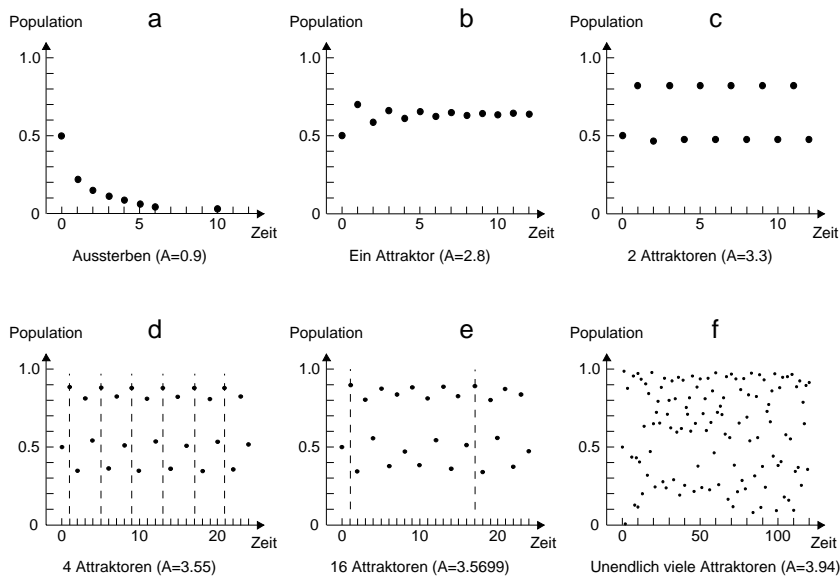 a
Population
1.0
0.5
0
0 5 10
Zeit
Aussterben (A=0.9)
b
Population
1.0
0.5
0
0 5 10
Zeit
Ein Attraktor (A=2.8)
c
Population
1.0
0.5
0
0 5 10
Zeit
2 Attraktoren (A=3.3)
d
Population
1.0
0.5
0
0 10 20
Zeit
4 Attraktoren (A=3.55)
e
Population
1.0
0.5
0
0 10 20
Zeit
16 Attraktoren (A=3.5699)
f
Population
1.0
0.5
0
0 50 100
Zeit
Unendlich viele Attraktoren (A=3.94)